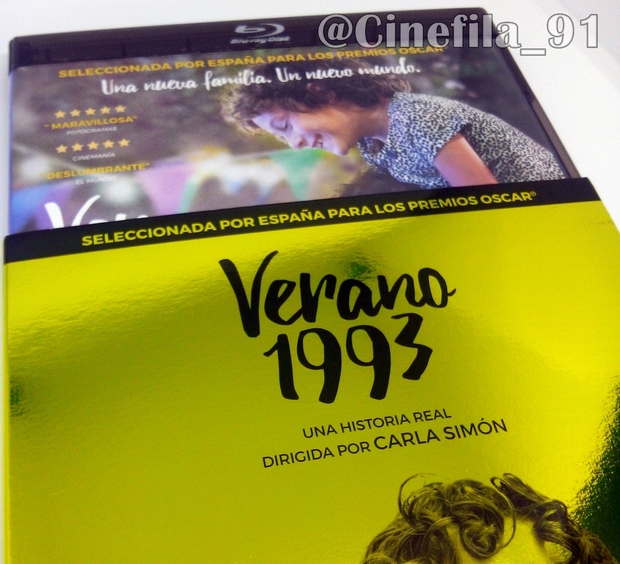 @Cinefila_91
Blu-ray Disc
SELECCIONADA POR ESPAÑA PARA LOS PREMIOS OSCAR
Una nueva familia. Un nuevo mundo.
"MARAVILLOSA"
FOTOGRAMAS
CINEMANÍA
DESLUMBRANTE"
EL MUNDO
SELECCIONADA POR ESPAÑA PARA LOS PREMIOS OSCAR®
Verano
1993
UNA HISTORIA REAL
DIRIGIDA POR CARLA SIMÓN